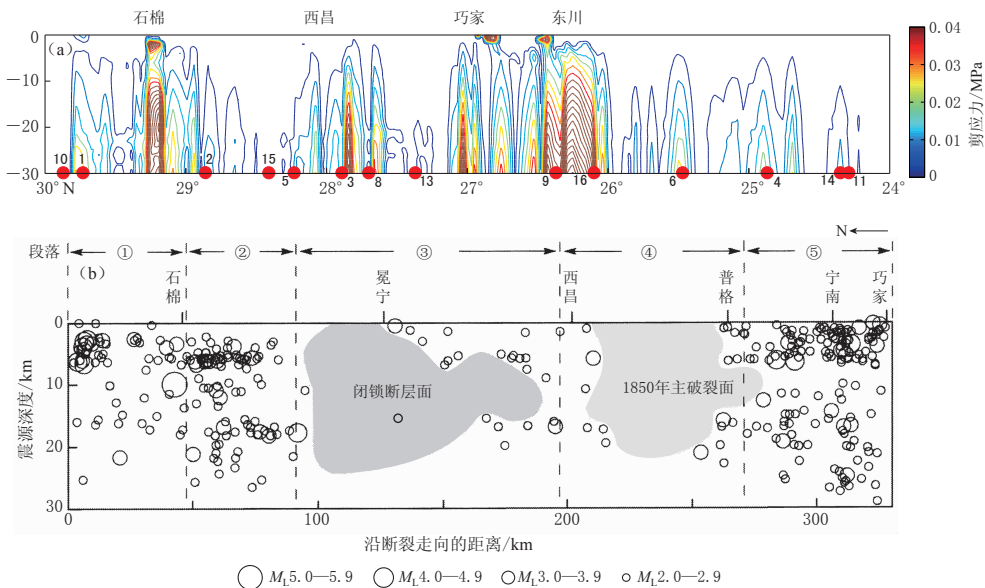 石棉 西昌 巧家 东川
(a)
0
−10
−20
−30
10 1 2 15 5 3 8 13 9 16 6 4 14 11
30°N 29° 28° 27° 26° 25° 24°
0.04
0.03
0.02
0.01
0
剪应力/MPa
N
段落 ① ② ③ ④ ⑤
(b)
石棉 冕宁 西昌 普格 宁南 巧家
0
10
20
30
震源深度/km
闭锁断层面 1850年主破裂面
0 100 200 300
沿断裂走向的距离/km
ML5.0—5.9 ML4.0—4.9 ML3.0—3.9 ML2.0—2.9